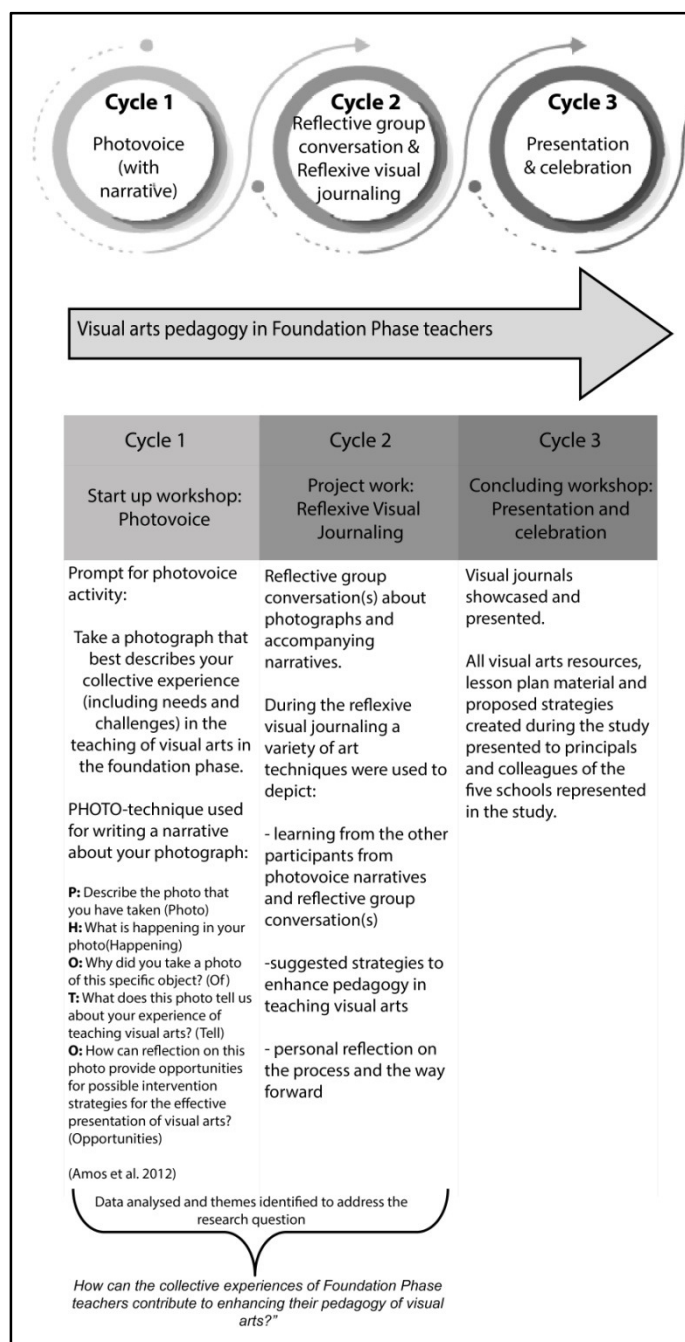 Cycle 1
Photovoice
(with
narrative)
Cycle 2
Reflective group
conversation &
Reflexive visual
journaling
Cycle 3
Presentation
& celebration
Visual arts pedagogy in Foundation Phase teachers
Cycle 1
Start up workshop:
Photovoice
Prompt for photovoice
activity:
Take a photograph that
best describes your
collective experience
(including needs and
challenges) in the
teaching of visual arts in
the foundation phase.
PHOTO-technique used
for writing a narrative
about your photograph:
P: Describe the photo that
you have taken (Photo)
H: What is happening in your
photo(Happening)
O: Why did you take a photo
of this specific object? (Of)
T: What does this photo tell us
about your experience of
teaching visual arts? (Tell)
O: How can reflection on this
photo provide opportunities
for possible intervention
strategies for the effective
presentation of visual arts?
(Opportunities)
(Amos et al. 2012)
Cycle 2
Project work:
Reflexive Visual
Journaling
Reflective group
conversation(s) about
photographs and
accompanying
narratives.
During the reflexive
visual journaling a
variety of art
techniques were used to
depict:
- learning from the other
participants from
photovoice narratives
and reflective group
conversation(s)
-suggested strategies to
enhance pedagogy in
teaching visual arts
- personal reflection on
the process and the way
forward
Cycle 3
Concluding workshop:
Presentation and
celebration
Visual journals
showcased and
presented.
All visual arts resources,
lesson plan material and
proposed strategies
created during the study
presented to principals
and colleagues of the
five schools represented
in the study.
Data analysed and themes identified to address the
research question
How can the collective experiences of Foundation Phase
teachers contribute to enhancing their pedagogy of visual
arts?"